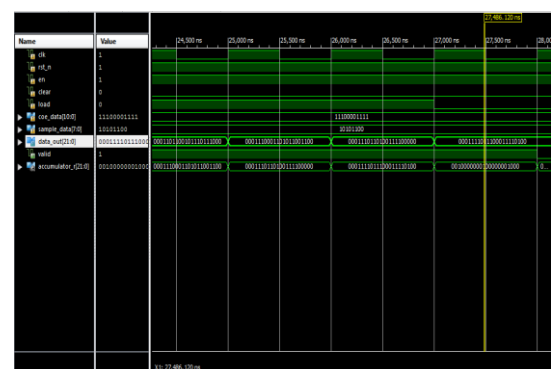 27,486.120 ns
Name Value 24,500 ns 25,000 ns 25,500 ns 26,000 ns 26,500 ns 27,000 ns 27,500 ns 28,0
clk 1
rst_n 1
en 1
clear 0
load 0
coe_data[10:0] 11100001111 11100001111
sample_data[7:0] 10101100 10101100
data_out[21:0]
valid 1
accumulator_r[21:0]
X1: 27,486.120 ns